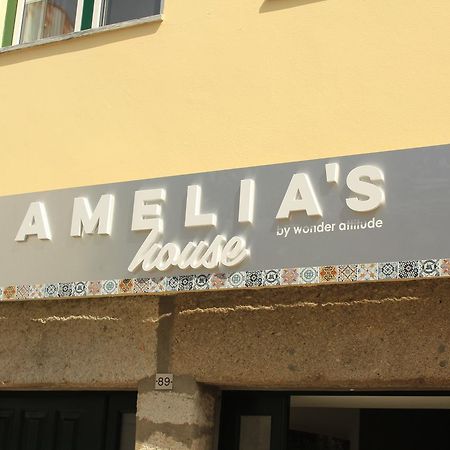 AMELIA'S
house
by wonder attitude
89